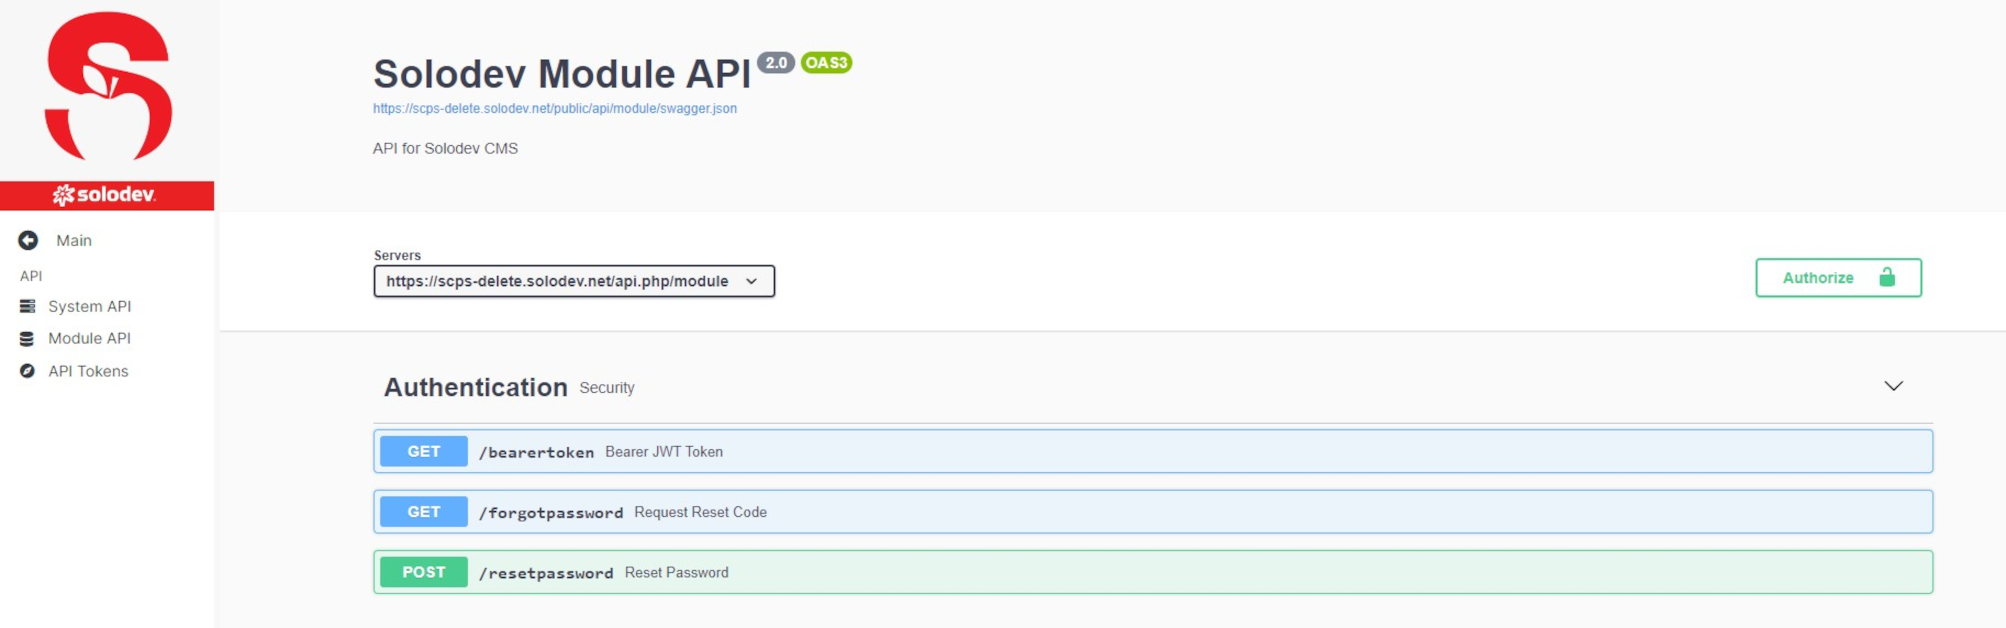 solodev
Main
API
System API
Module API
API Tokens
Solodev Module API 2.0 OAS3
https://scps-delete.solodev.net/public/api/module/swagger.json
API for Solodev CMS
Servers
https://scps-delete.solodev.net/api.php/module
Authorize
Authentication Security
GET /bearertoken Bearer JWT Token
GET /forgotpassword Request Reset Code
POST /resetpassword Reset Password